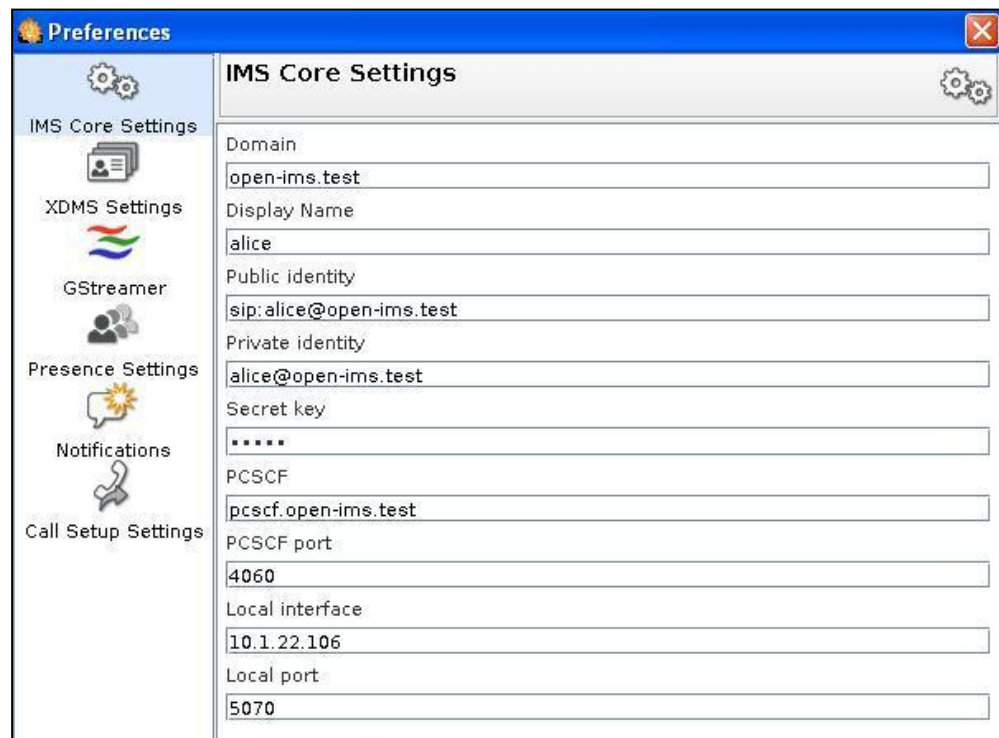 Preferences
IMS Core Settings
XDMS Settings
GStreamer
Presence Settings
Notifications
Call Setup Settings
IMS Core Settings
Domain
open-ims.test
Display Name
alice
Public identity
sip:alice@open-ims.test
Private identity
alice@open-ims.test
Secret key
•••••
PCSCF
pcscf.open-ims.test
PCSCF port
4060
Local interface
10.1.22.106
Local port
5070